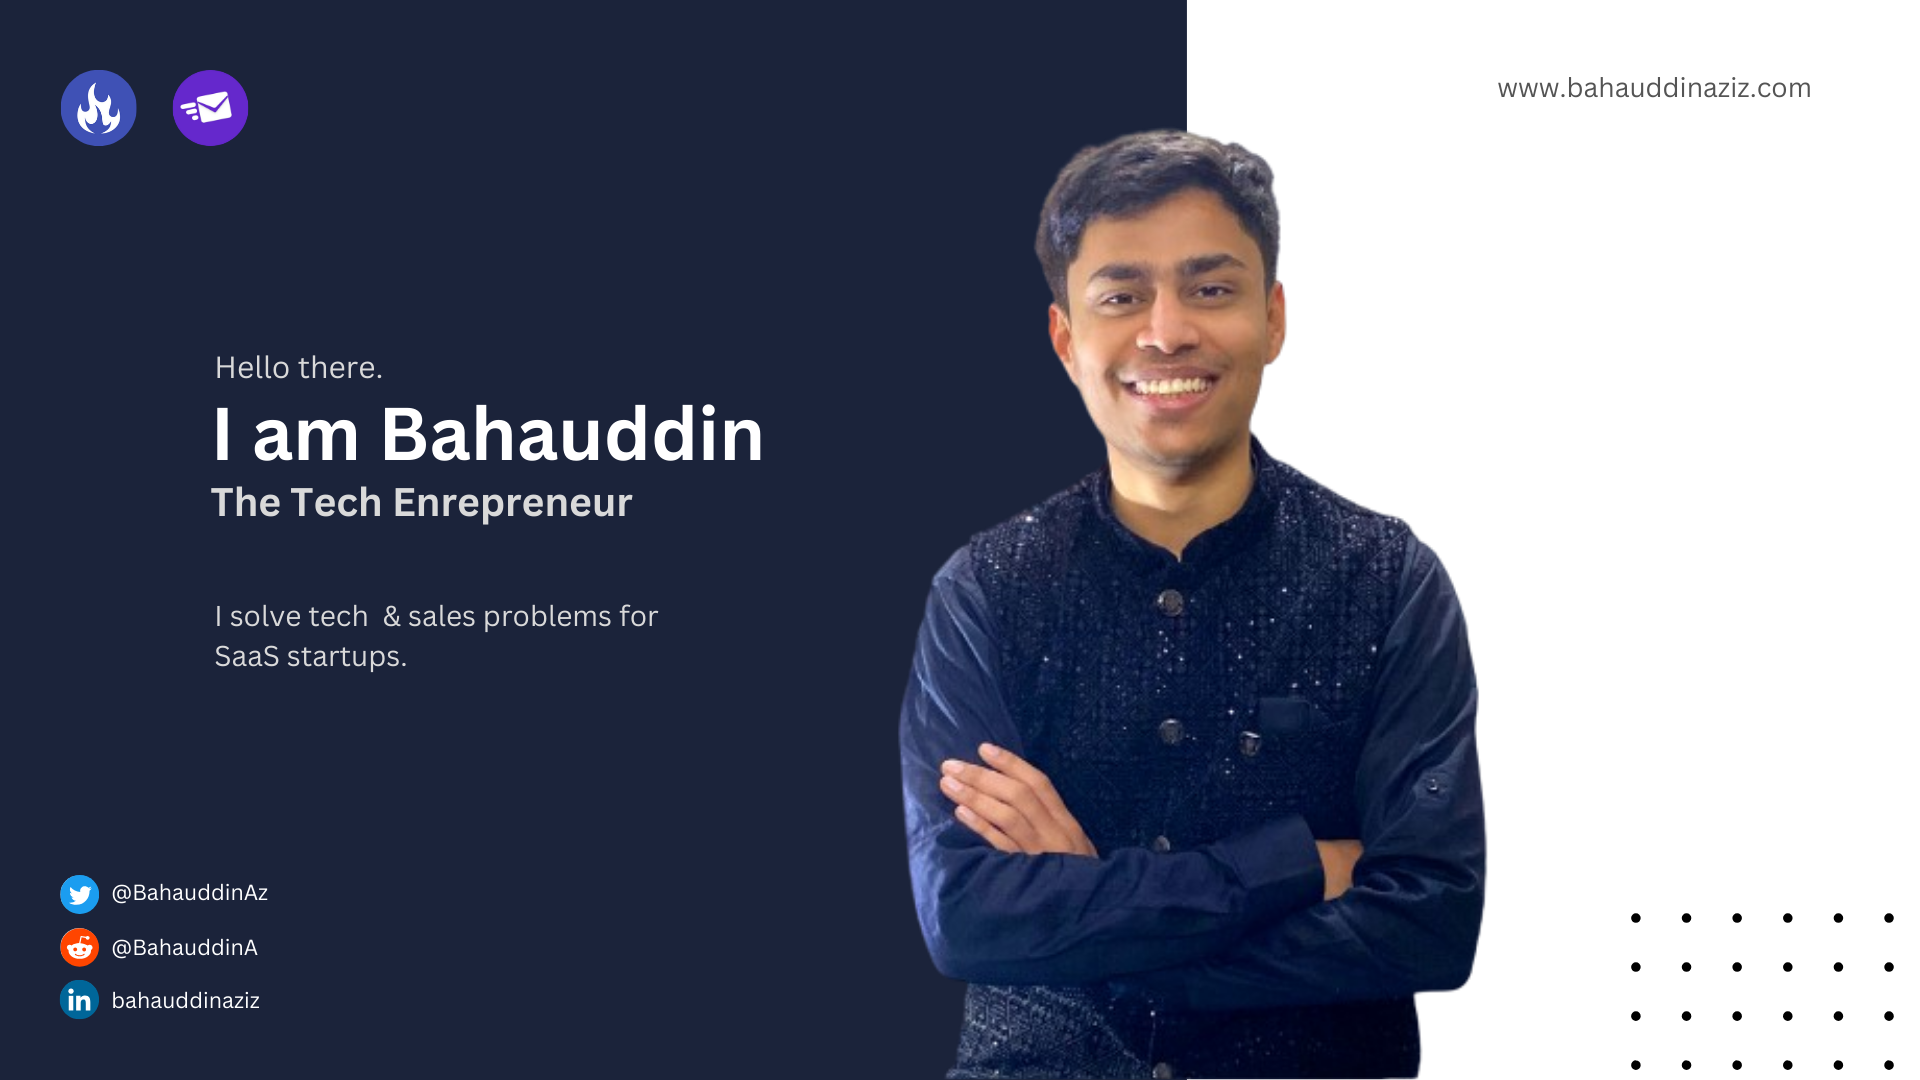 www.bahauddinaziz.com
Hello there.
I am Bahauddin
The Tech Enrepreneur
I solve tech & sales problems for
SaaS startups.
@BahauddinAz
@BahauddinA
in bahauddinaziz